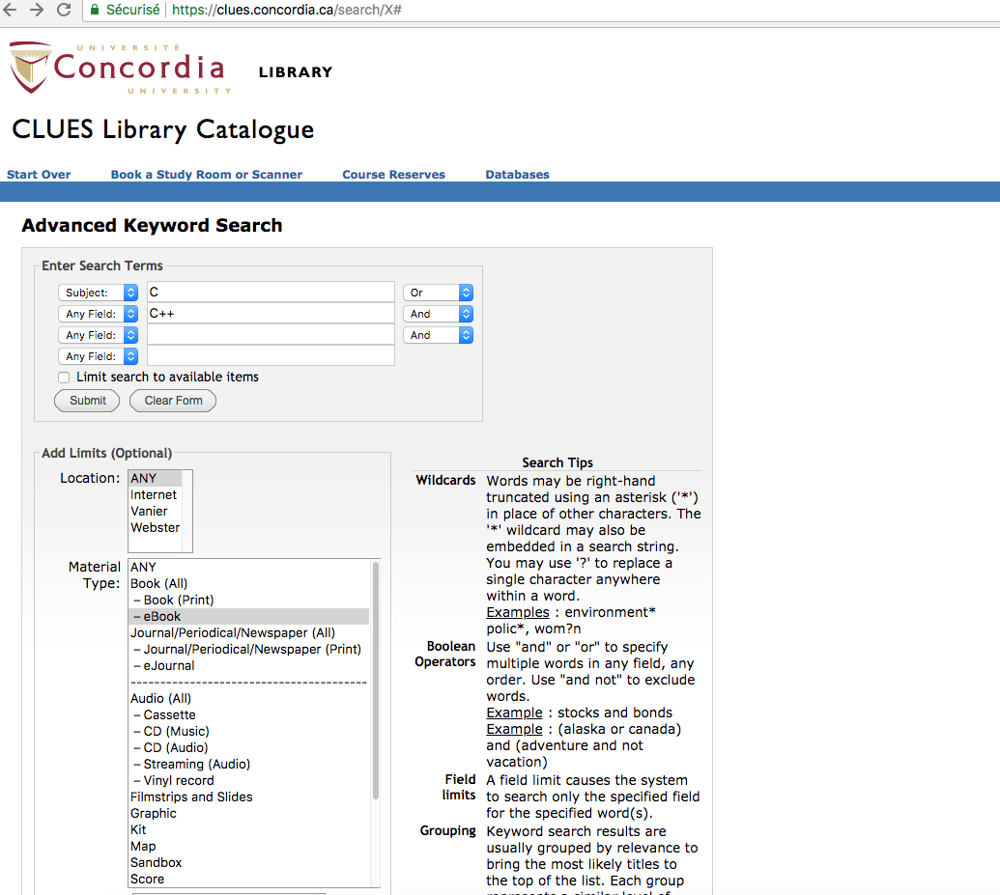 Sécurisé
https://clues.concordia.ca/search/X#
UNIVERSITÉ
Concordia
UNIVERSITY
LIBRARY
CLUES Library Catalogue
Start Over Book a Study Room or Scanner Course Reserves Databases
Advanced Keyword Search
Enter Search Terms
Subject: C Or
Any Field: C++ And
Any Field: And
Any Field:
Limit search to available items
Submit Clear Form
Add Limits (Optional)
Location: ANY
Internet
Vanier
Webster
Material Type:
ANY
Book (All)
– Book (Print)
– eBook
Journal/Periodical/Newspaper (All)
– Journal/Periodical/Newspaper (Print)
– eJournal
----------------------------------------
Audio (All)
– Cassette
– CD (Music)
– CD (Audio)
– Streaming (Audio)
– Vinyl record
Filmstrips and Slides
Graphic
Kit
Map
Sandbox
Score
Search Tips
Wildcards Words may be right-hand
truncated using an asterisk ('*')
in place of other characters. The
'*' wildcard may also be
embedded in a search string.
You may use '?' to replace a
single character anywhere
within a word.
Examples : environment*
polic*, wom?n
Boolean Operators
Use "and" or "or" to specify
multiple words in any field, any
order. Use "and not" to exclude
words.
Example : stocks and bonds
Example : (alaska or canada)
and (adventure and not
vacation)
Field limits
A field limit causes the system
to search only the specified field
for the specified word(s).
Grouping Keyword search results are
usually grouped by relevance to
bring the most likely titles to
the top of the list. Each group
represents a similar level of